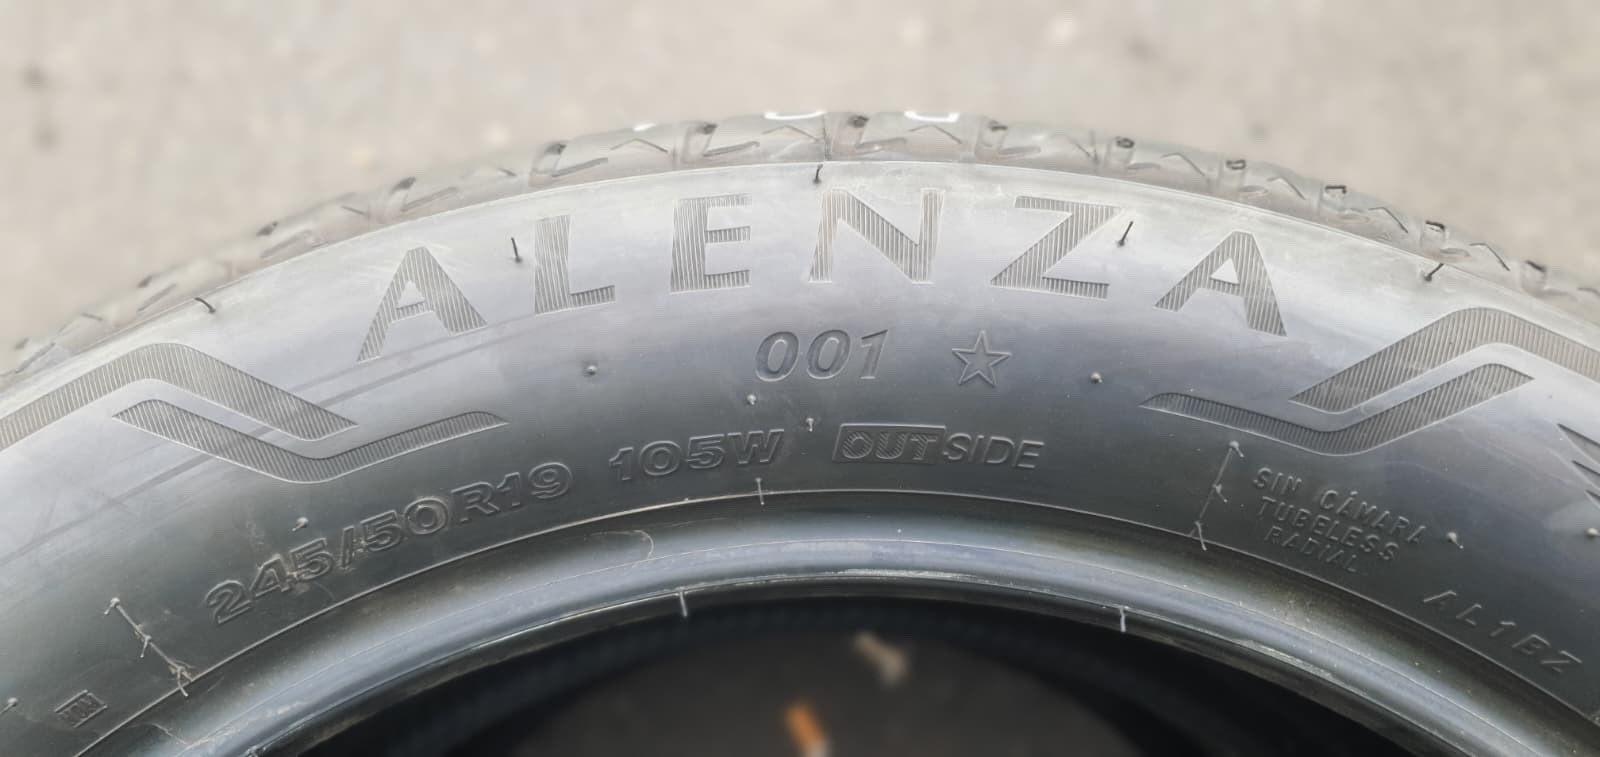 ALENZA
001 ☆
245/50R19 105W OUTSIDE
SIN CÁMARA
TUBELESS
RADIAL
AL1BZ